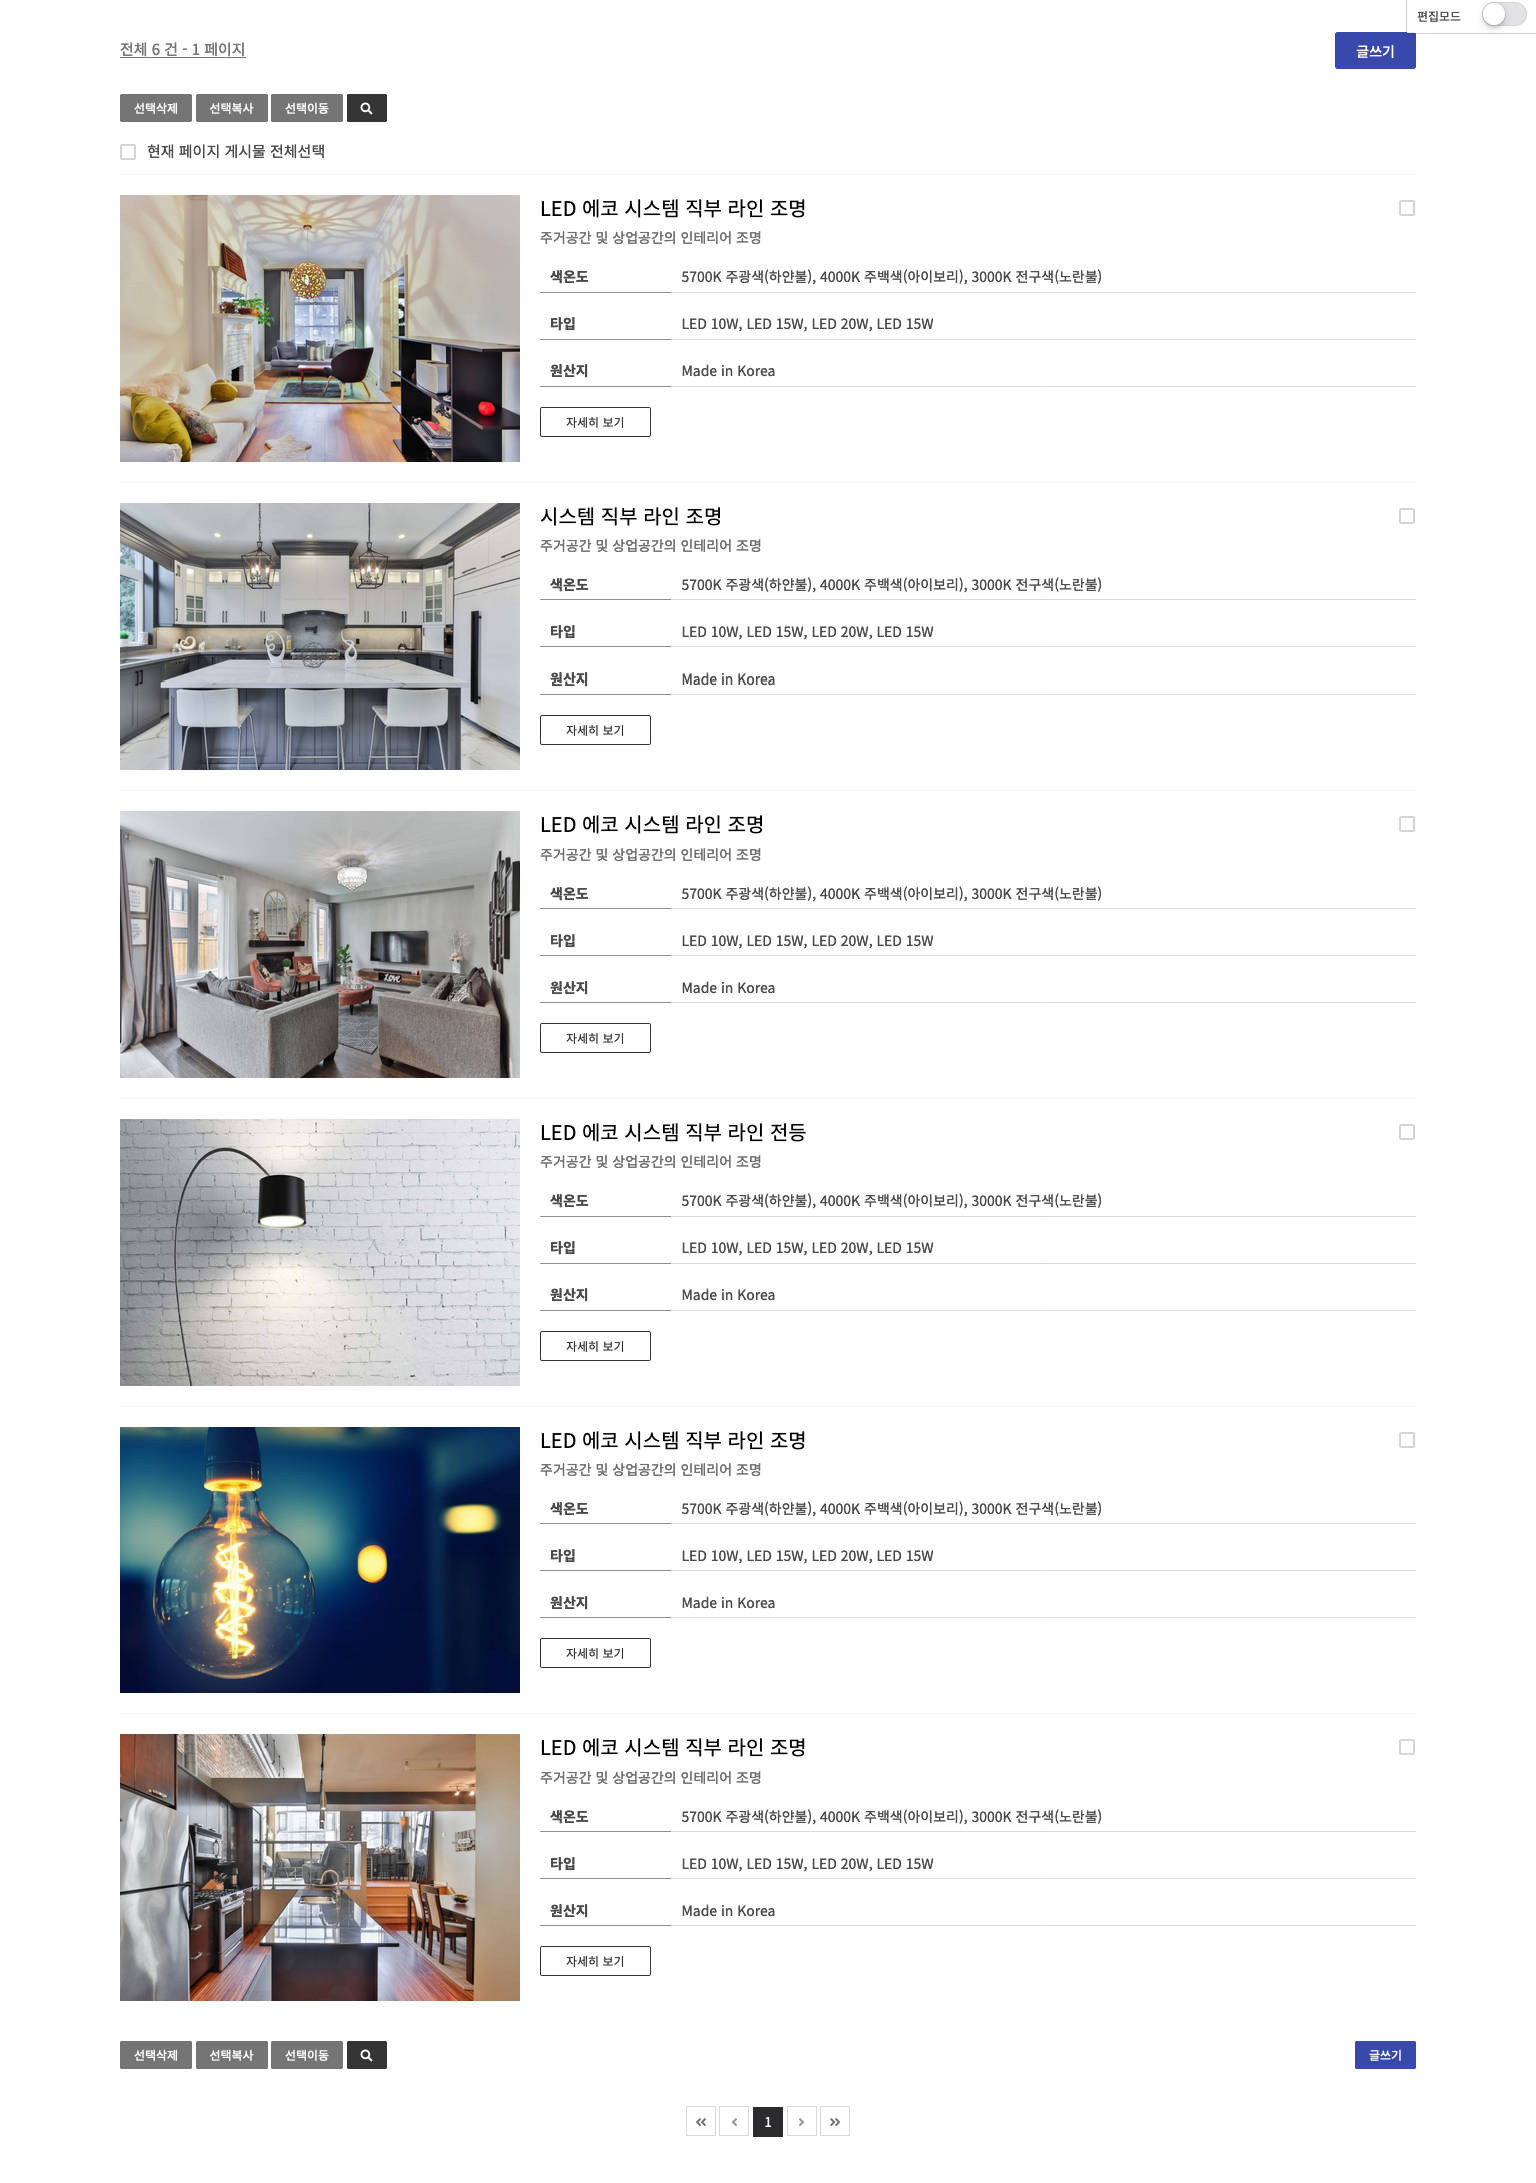 편집모드
전체 6 건 - 1 페이지
글쓰기
선택삭제 선택복사 선택이동
현재 페이지 게시물 전체선택
LED 에코 시스템 직부 라인 조명
주거공간 및 상업공간의 인테리어 조명
색온도 5700K 주광색(하얀불), 4000K 주백색(아이보리), 3000K 전구색(노란불)
타입 LED 10W, LED 15W, LED 20W, LED 15W
원산지 Made in Korea
자세히 보기
시스템 직부 라인 조명
주거공간 및 상업공간의 인테리어 조명
색온도 5700K 주광색(하얀불), 4000K 주백색(아이보리), 3000K 전구색(노란불)
타입 LED 10W, LED 15W, LED 20W, LED 15W
원산지 Made in Korea
자세히 보기
LED 에코 시스템 라인 조명
주거공간 및 상업공간의 인테리어 조명
색온도 5700K 주광색(하얀불), 4000K 주백색(아이보리), 3000K 전구색(노란불)
타입 LED 10W, LED 15W, LED 20W, LED 15W
원산지 Made in Korea
자세히 보기
love
LED 에코 시스템 직부 라인 전등
주거공간 및 상업공간의 인테리어 조명
색온도 5700K 주광색(하얀불), 4000K 주백색(아이보리), 3000K 전구색(노란불)
타입 LED 10W, LED 15W, LED 20W, LED 15W
원산지 Made in Korea
자세히 보기
LED 에코 시스템 직부 라인 조명
주거공간 및 상업공간의 인테리어 조명
색온도 5700K 주광색(하얀불), 4000K 주백색(아이보리), 3000K 전구색(노란불)
타입 LED 10W, LED 15W, LED 20W, LED 15W
원산지 Made in Korea
자세히 보기
LED 에코 시스템 직부 라인 조명
주거공간 및 상업공간의 인테리어 조명
색온도 5700K 주광색(하얀불), 4000K 주백색(아이보리), 3000K 전구색(노란불)
타입 LED 10W, LED 15W, LED 20W, LED 15W
원산지 Made in Korea
자세히 보기
선택삭제 선택복사 선택이동
글쓰기
« ‹ 1 › »